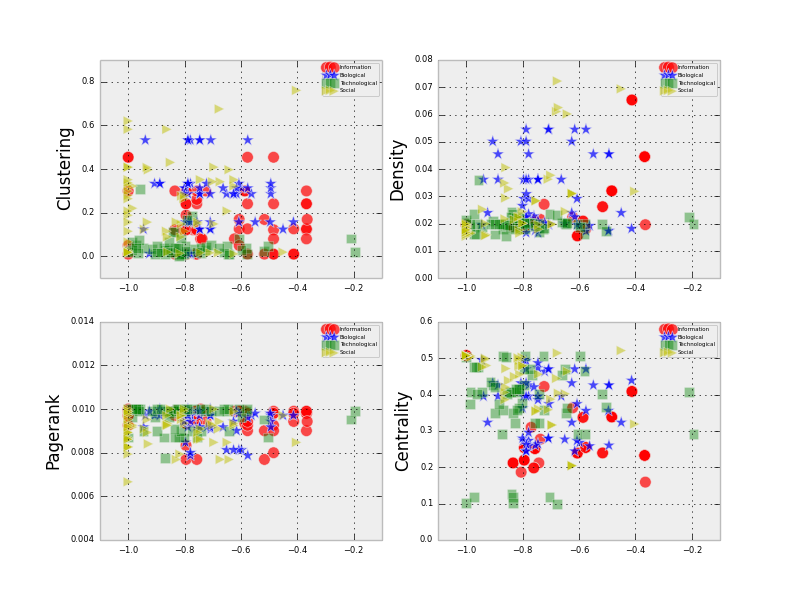 Clustering
0.8
0.6
0.4
0.2
0.0
−1.0 −0.8 −0.6 −0.4 −0.2
Information
Biological
Technological
Social
Density
0.08
0.07
0.06
0.05
0.04
0.03
0.02
0.01
0.00
−1.0 −0.8 −0.6 −0.4 −0.2
Information
Biological
Technological
Social
Pagerank
0.014
0.012
0.010
0.008
0.006
0.004
−1.0 −0.8 −0.6 −0.4 −0.2
Information
Biological
Technological
Social
Centrality
0.6
0.5
0.4
0.3
0.2
0.1
0.0
−1.0 −0.8 −0.6 −0.4 −0.2
Information
Biological
Technological
Social